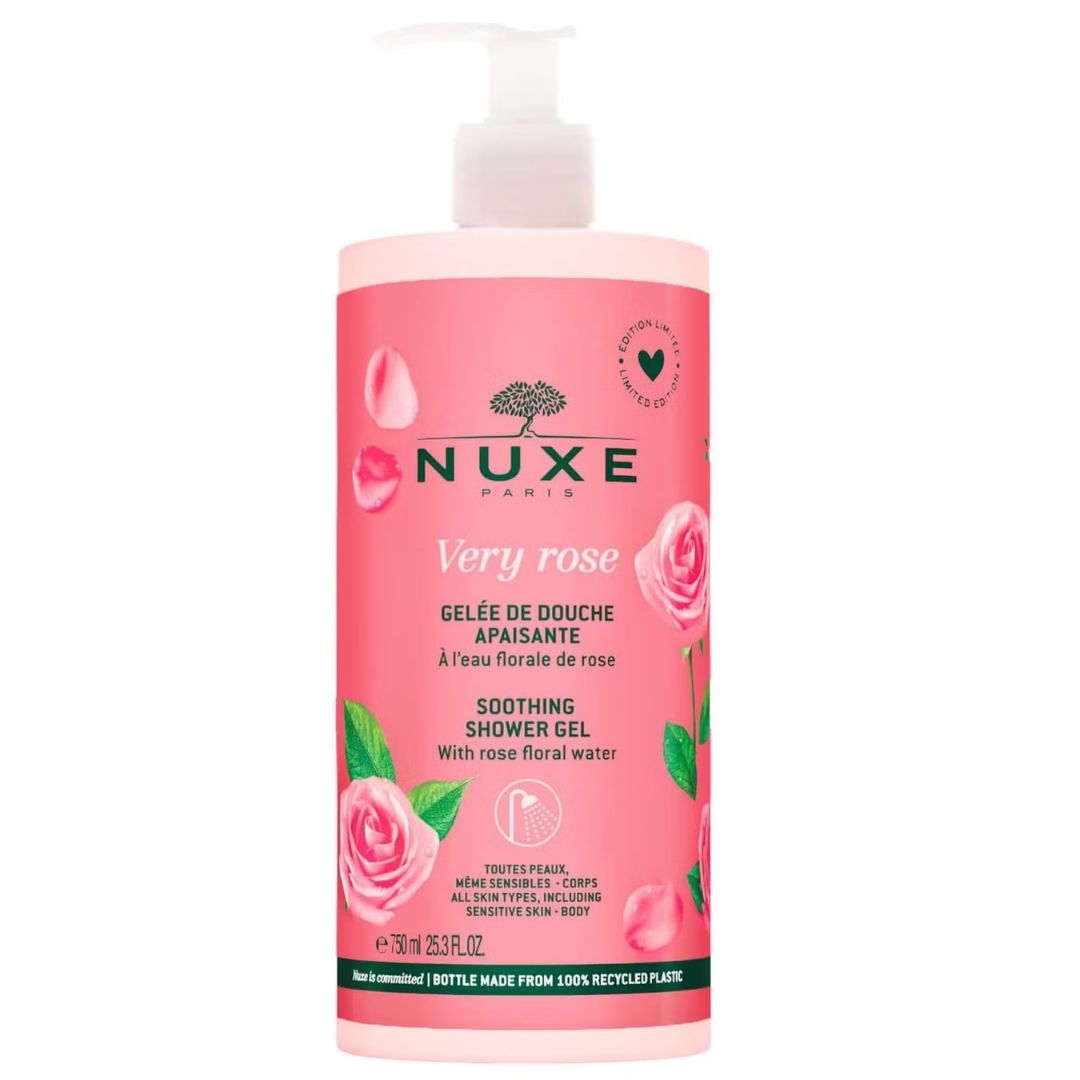 ÉDITION LIMITÉE
LIMITED EDITION
NUXE
PARIS
Very rose
GELÉE DE DOUCHE
APAISANTE
À l'eau florale de rose
SOOTHING
SHOWER GEL
With rose floral water
TOUTES PEAUX,
MÊME SENSIBLES • CORPS
ALL SKIN TYPES, INCLUDING
SENSITIVE SKIN • BODY
℮ 750 ml 25.3 FL.OZ.
Nuxe is committed | BOTTLE MADE FROM 100% RECYCLED PLASTIC